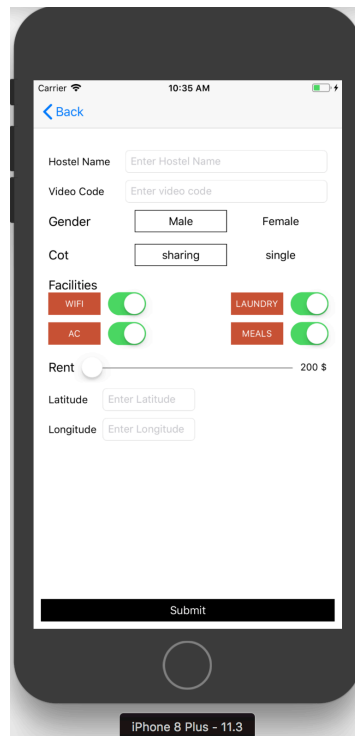 Carrier 10:35 AM
Back
Hostel Name Enter Hostel Name
Video Code Enter video code
Gender Male Female
Cot sharing single
Facilities
WIFI LAUNDRY
AC MEALS
Rent 200 $
Latitude Enter Latitude
Longitude Enter Longitude
Submit
iPhone 8 Plus - 11.3